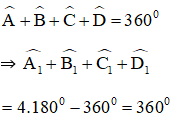 Â + B̂ + Ĉ + D̂ = 360⁰
⇒ Â₁ + B̂₁ + Ĉ₁ + D̂₁
= 4.180⁰ − 360⁰ = 360⁰